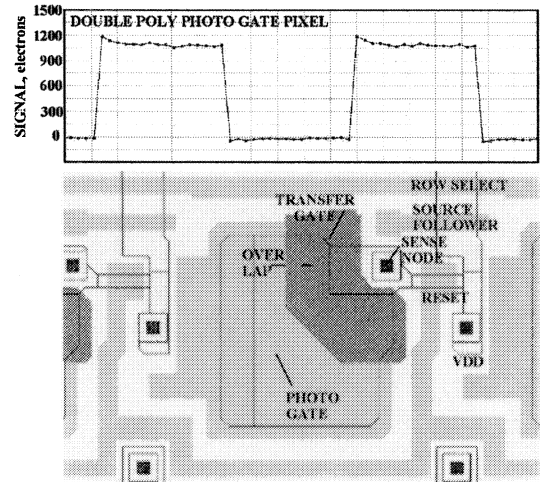 DOUBLE POLY PHOTO GATE PIXEL
SIGNAL, electrons
1500
1200
900
600
300
0
TRANSFER
GATE
ROW SELECT
SOURCE
FOLLOWER
SENSE
NODE
OVER
LAP
RESET
VDD
PHOTO
GATE